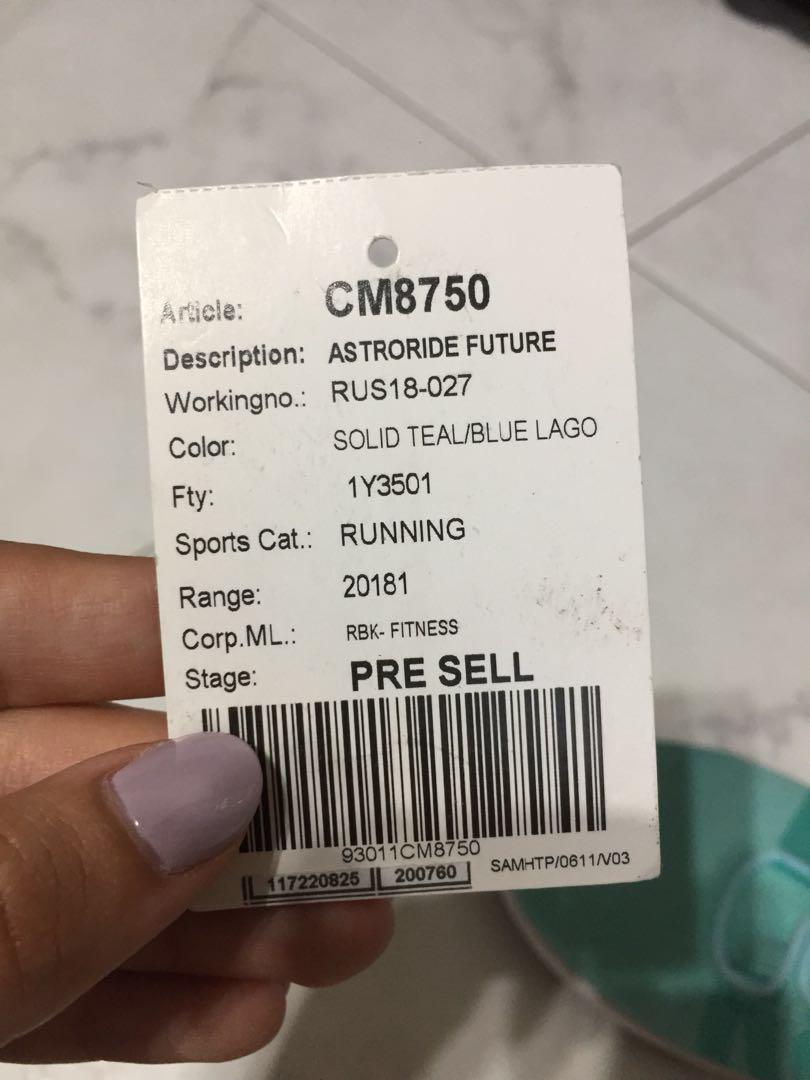 Article: CM8750
Description: ASTRORIDE FUTURE
Workingno.: RUS18-027
Color: SOLID TEAL/BLUE LAGO
Fty: 1Y3501
Sports Cat.: RUNNING
Range: 20181
Corp.ML.: RBK- FITNESS
Stage: PRE SELL
93011CM8750
117220825 200760 SAMHTP/0611/V03